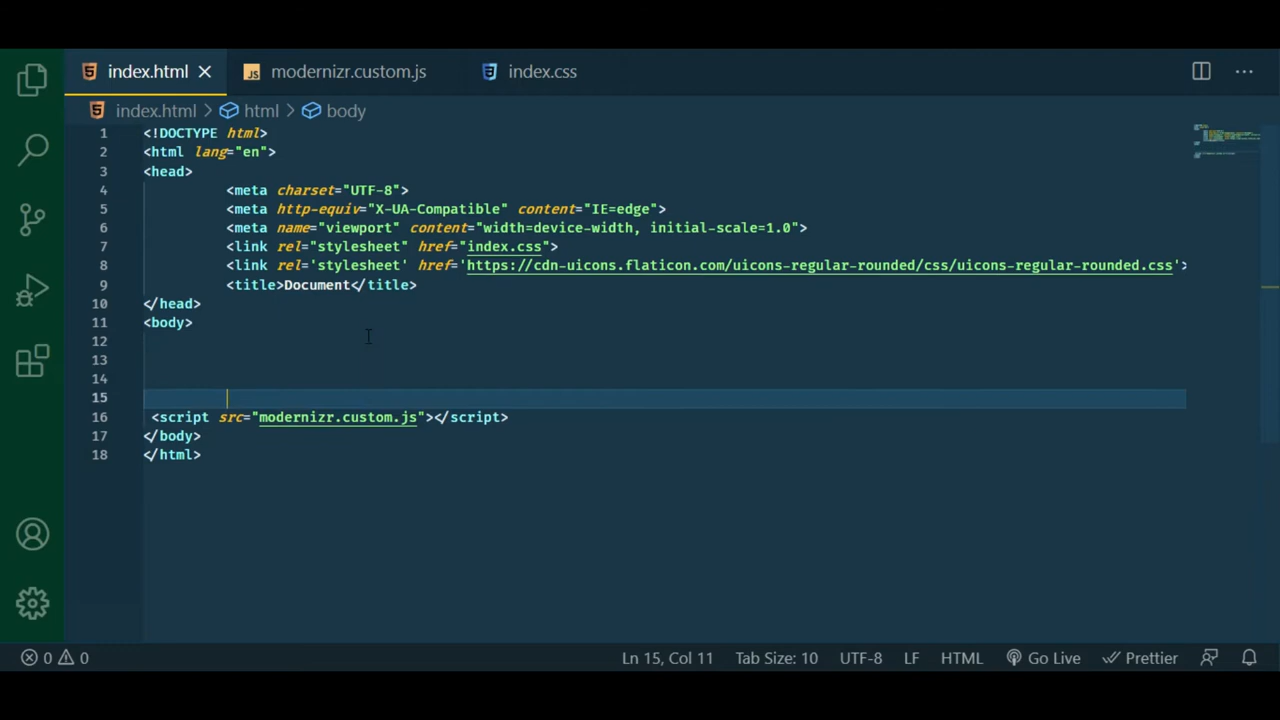 index.html
JS modernizr.custom.js
index.css
index.html > html > body
1 <!DOCTYPE html>
2 <html lang="en">
3 <head>
4 <meta charset="UTF-8">
5 <meta http-equiv="X-UA-Compatible" content="IE=edge">
6 <meta name="viewport" content="width=device-width, initial-scale=1.0">
7 <link rel="stylesheet" href="index.css">
8 <link rel='stylesheet' href='https://cdn-uicons.flaticon.com/uicons-regular-rounded/css/uicons-regular-rounded.css'>
9 <title>Document</title>
10 </head>
11 <body>
12
13
14
15
16 <script src="modernizr.custom.js"></script>
17 </body>
18 </html>
0 0 Ln 15, Col 11 Tab Size: 10 UTF-8 LF HTML Go Live Prettier